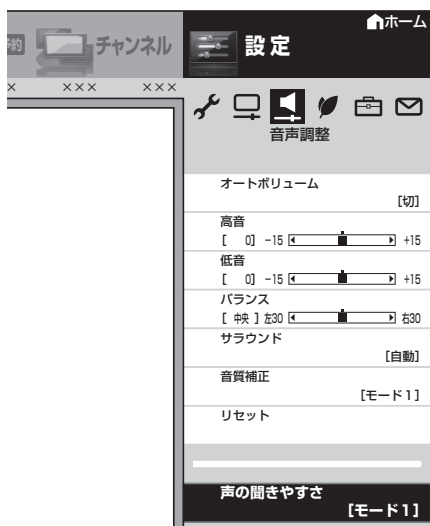 ホーム
予約 チャンネル 設定
× ××× ×××
音声調整
オートボリューム
[切]
高音
[ 0] -15 +15
低音
[ 0] -15 +15
バランス
[ 中央 ] 左30 右30
サラウンド
[自動]
音質補正
[モード1]
リセット
声の聞きやすさ
[モード1]